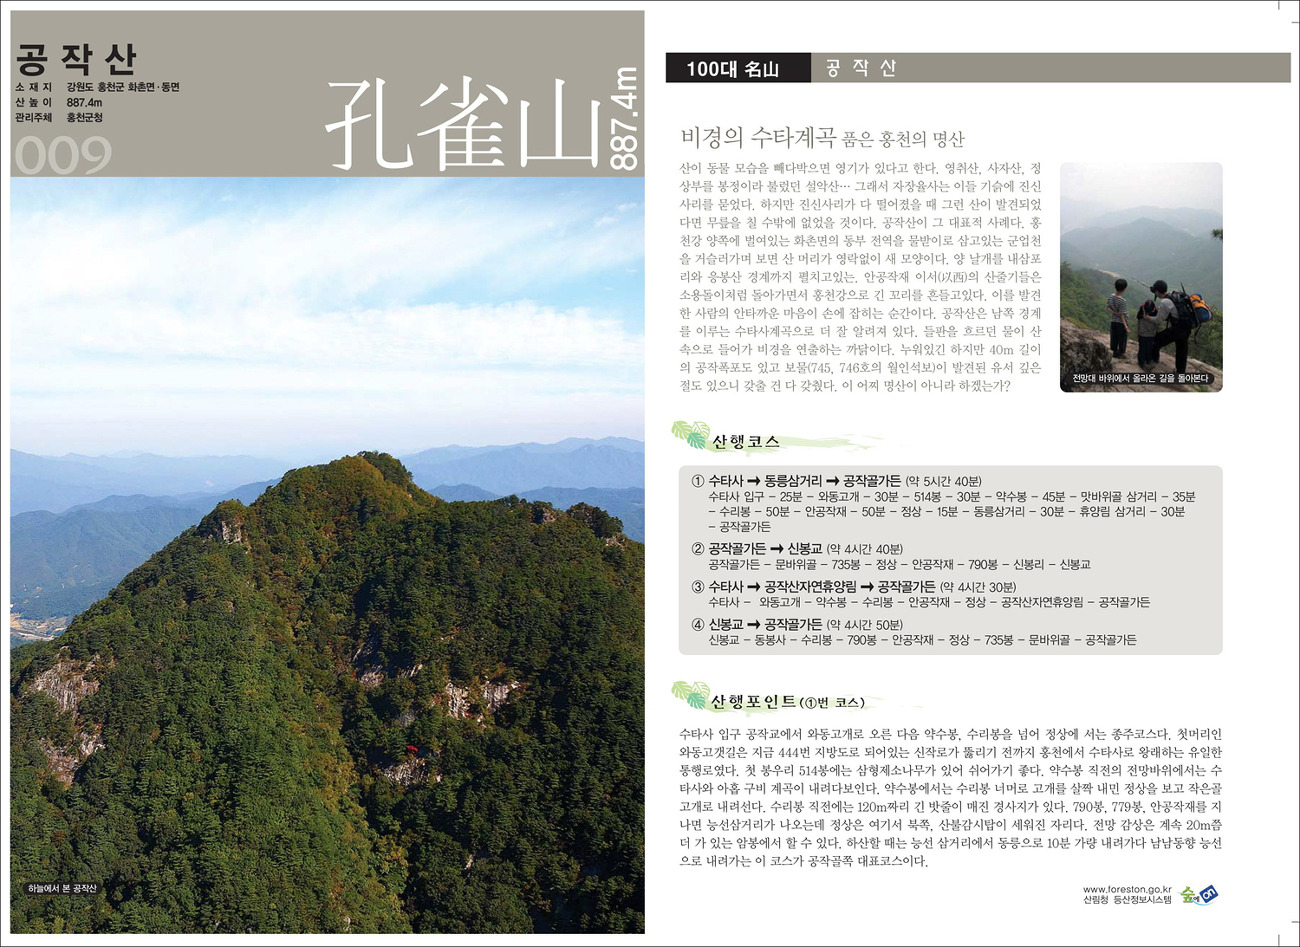 공작산
소 재 지 강원도 홍천군 화촌면·동면
산 높 이 887.4m
관리주체 홍천군청
009
孔雀山 887.4m
하늘에서 본 공작산
100대 名山 공 작 산
비경의 수타계곡 품은 홍천의 명산
산이 동물 모습을 빼다박으면 영기가 있다고 한다. 영취산, 사자산, 정
상부를 봉정이라 불렀던 설악산… 그래서 자장율사는 이들 기슭에 진신
사리를 묻었다. 하지만 진신사리가 다 떨어졌을 때 그런 산이 발견되었
다면 무릎을 칠 수밖에 없었을 것이다. 공작산이 그 대표적 사례다. 홍
천강 양쪽에 벌여있는 화촌면의 동부 전역을 물받이로 삼고있는 군업천
을 거슬러가며 보면 산 머리가 영락없이 새 모양이다. 양 날개를 내삼포
리와 응봉산 경계까지 펼치고있는, 안공작재 이서(以西)의 산줄기들은
소용돌이처럼 돌아가면서 홍천강으로 긴 꼬리를 흔들고있다. 이를 발견
한 사람의 안타까운 마음이 손에 잡히는 순간이다. 공작산은 남쪽 경계
를 이루는 수타사계곡으로 더 잘 알려져 있다. 들판을 흐르던 물이 산
속으로 들어가 비경을 연출하는 까닭이다. 누워있긴 하지만 40m 길이
의 공작폭포도 있고 보물(745, 746호의 월인석보)이 발견된 유서 깊은
절도 있으니 갖출 건 다 갖췄다. 이 어찌 명산이 아니라 하겠는가?
전망대 바위에서 올라온 길을 돌아본다
산행코스
① 수타사 ➞ 동릉삼거리 ➞ 공작골가든 (약 5시간 40분)
수타사 입구 - 25분 - 와동고개 - 30분 - 514봉 - 30분 - 약수봉 - 45분 - 맛바위골 삼거리 - 35분
- 수리봉 - 50분 - 안공작재 - 50분 - 정상 - 15분 - 동릉삼거리 - 30분 - 휴양림 삼거리 - 30분
- 공작골가든
② 공작골가든 ➞ 신봉교 (약 4시간 40분)
공작골가든 - 문바위골 - 735봉 - 정상 - 안공작재 - 790봉 - 신봉리 - 신봉교
③ 수타사 ➞ 공작산자연휴양림 ➞ 공작골가든 (약 4시간 30분)
수타사 - 와동고개 - 약수봉 - 수리봉 - 안공작재 - 정상 - 공작산자연휴양림 - 공작골가든
④ 신봉교 ➞ 공작골가든 (약 4시간 50분)
신봉교 - 동봉사 - 수리봉 - 790봉 - 안공작재 - 정상 - 735봉 - 문바위골 - 공작골가든
산행포인트(①번 코스)
수타사 입구 공작교에서 와동고개로 오른 다음 약수봉, 수리봉을 넘어 정상에 서는 종주코스다. 첫머리인
와동고갯길은 지금 444번 지방도로 되어있는 신작로가 뚫리기 전까지 홍천에서 수타사로 왕래하는 유일한
통행로였다. 첫 봉우리 514봉에는 삼형제소나무가 있어 쉬어가기 좋다. 약수봉 직전의 전망바위에서는 수
타사와 아홉 구비 계곡이 내려다보인다. 약수봉에서는 수리봉 너머로 고개를 살짝 내민 정상을 보고 작은골
고개로 내려선다. 수리봉 직전에는 120m짜리 긴 밧줄이 매진 경사지가 있다. 790봉, 779봉, 안공작재를 지
나면 능선삼거리가 나오는데 정상은 여기서 북쪽, 산불감시탑이 세워진 자리다. 전망 감상은 계속 20m쯤
더 가 있는 암봉에서 할 수 있다. 하산할 때는 능선 삼거리에서 동릉으로 10분 가량 내려가다 남남동향 능선
으로 내려가는 이 코스가 공작골쪽 대표코스이다.
www.foreston.go.kr
산림청 등산정보시스템
숲에on